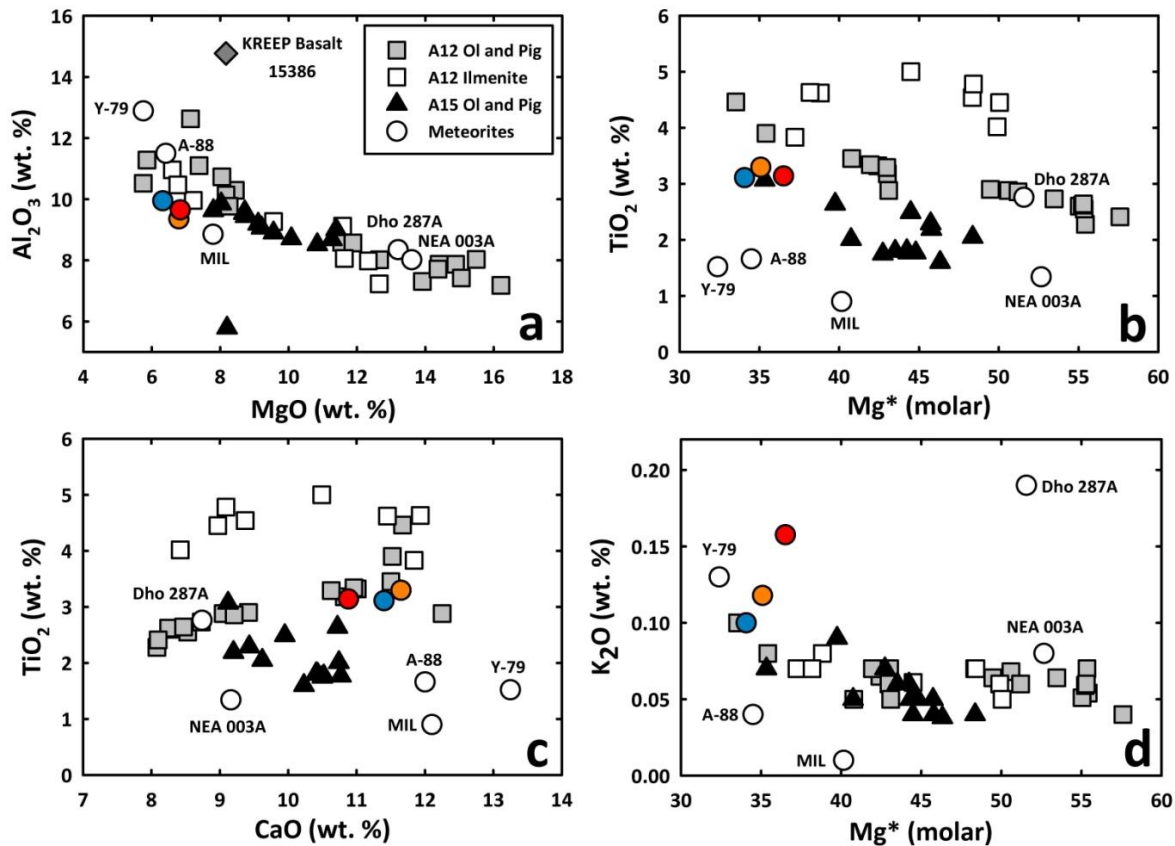 16
14
12
10
8
6
Al₂O₃ (wt. %)
KREEP Basalt
15386
Y-79
A-88
MIL
Dho 287A
NEA 003A
A12 Ol and Pig
A12 Ilmenite
A15 Ol and Pig
Meteorites
a
4 6 8 10 12 14 16 18
MgO (wt. %)
6
5
4
3
2
1
0
TiO₂ (wt. %)
Dho 287A
A-88
Y-79
MIL
NEA 003A
b
30 35 40 45 50 55 60
Mg* (molar)
6
5
4
3
2
1
0
TiO₂ (wt. %)
Dho 287A
NEA 003A
A-88
Y-79
MIL
c
7 8 9 10 11 12 13 14
CaO (wt. %)
0.20
0.15
0.10
0.05
0.00
K₂O (wt. %)
Dho 287A
Y-79
NEA 003A
A-88
MIL
d
30 35 40 45 50 55 60
Mg* (molar)